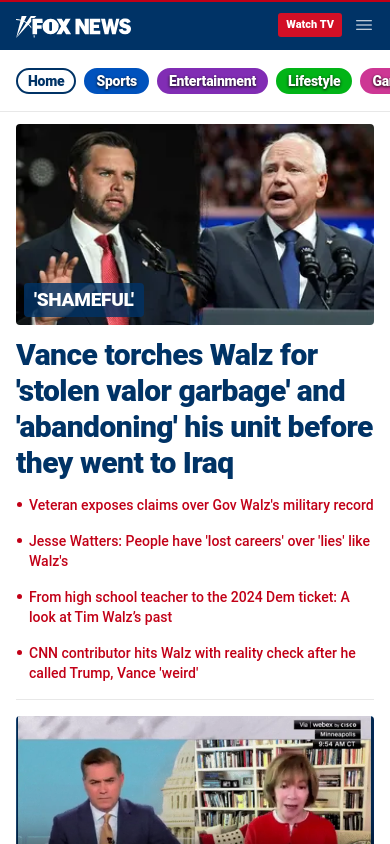 FOX NEWS
Watch TV
Home
Sports
Entertainment
Lifestyle
Ga
'SHAMEFUL'
Vance torches Walz for
'stolen valor garbage' and
'abandoning' his unit before
they went to Iraq
• Veteran exposes claims over Gov Walz's military record
• Jesse Watters: People have 'lost careers' over 'lies' like
Walz's
• From high school teacher to the 2024 Dem ticket: A
look at Tim Walz’s past
• CNN contributor hits Walz with reality check after he
called Trump, Vance 'weird'
Via webex by cisco
Minneapolis
9:54 AM CT